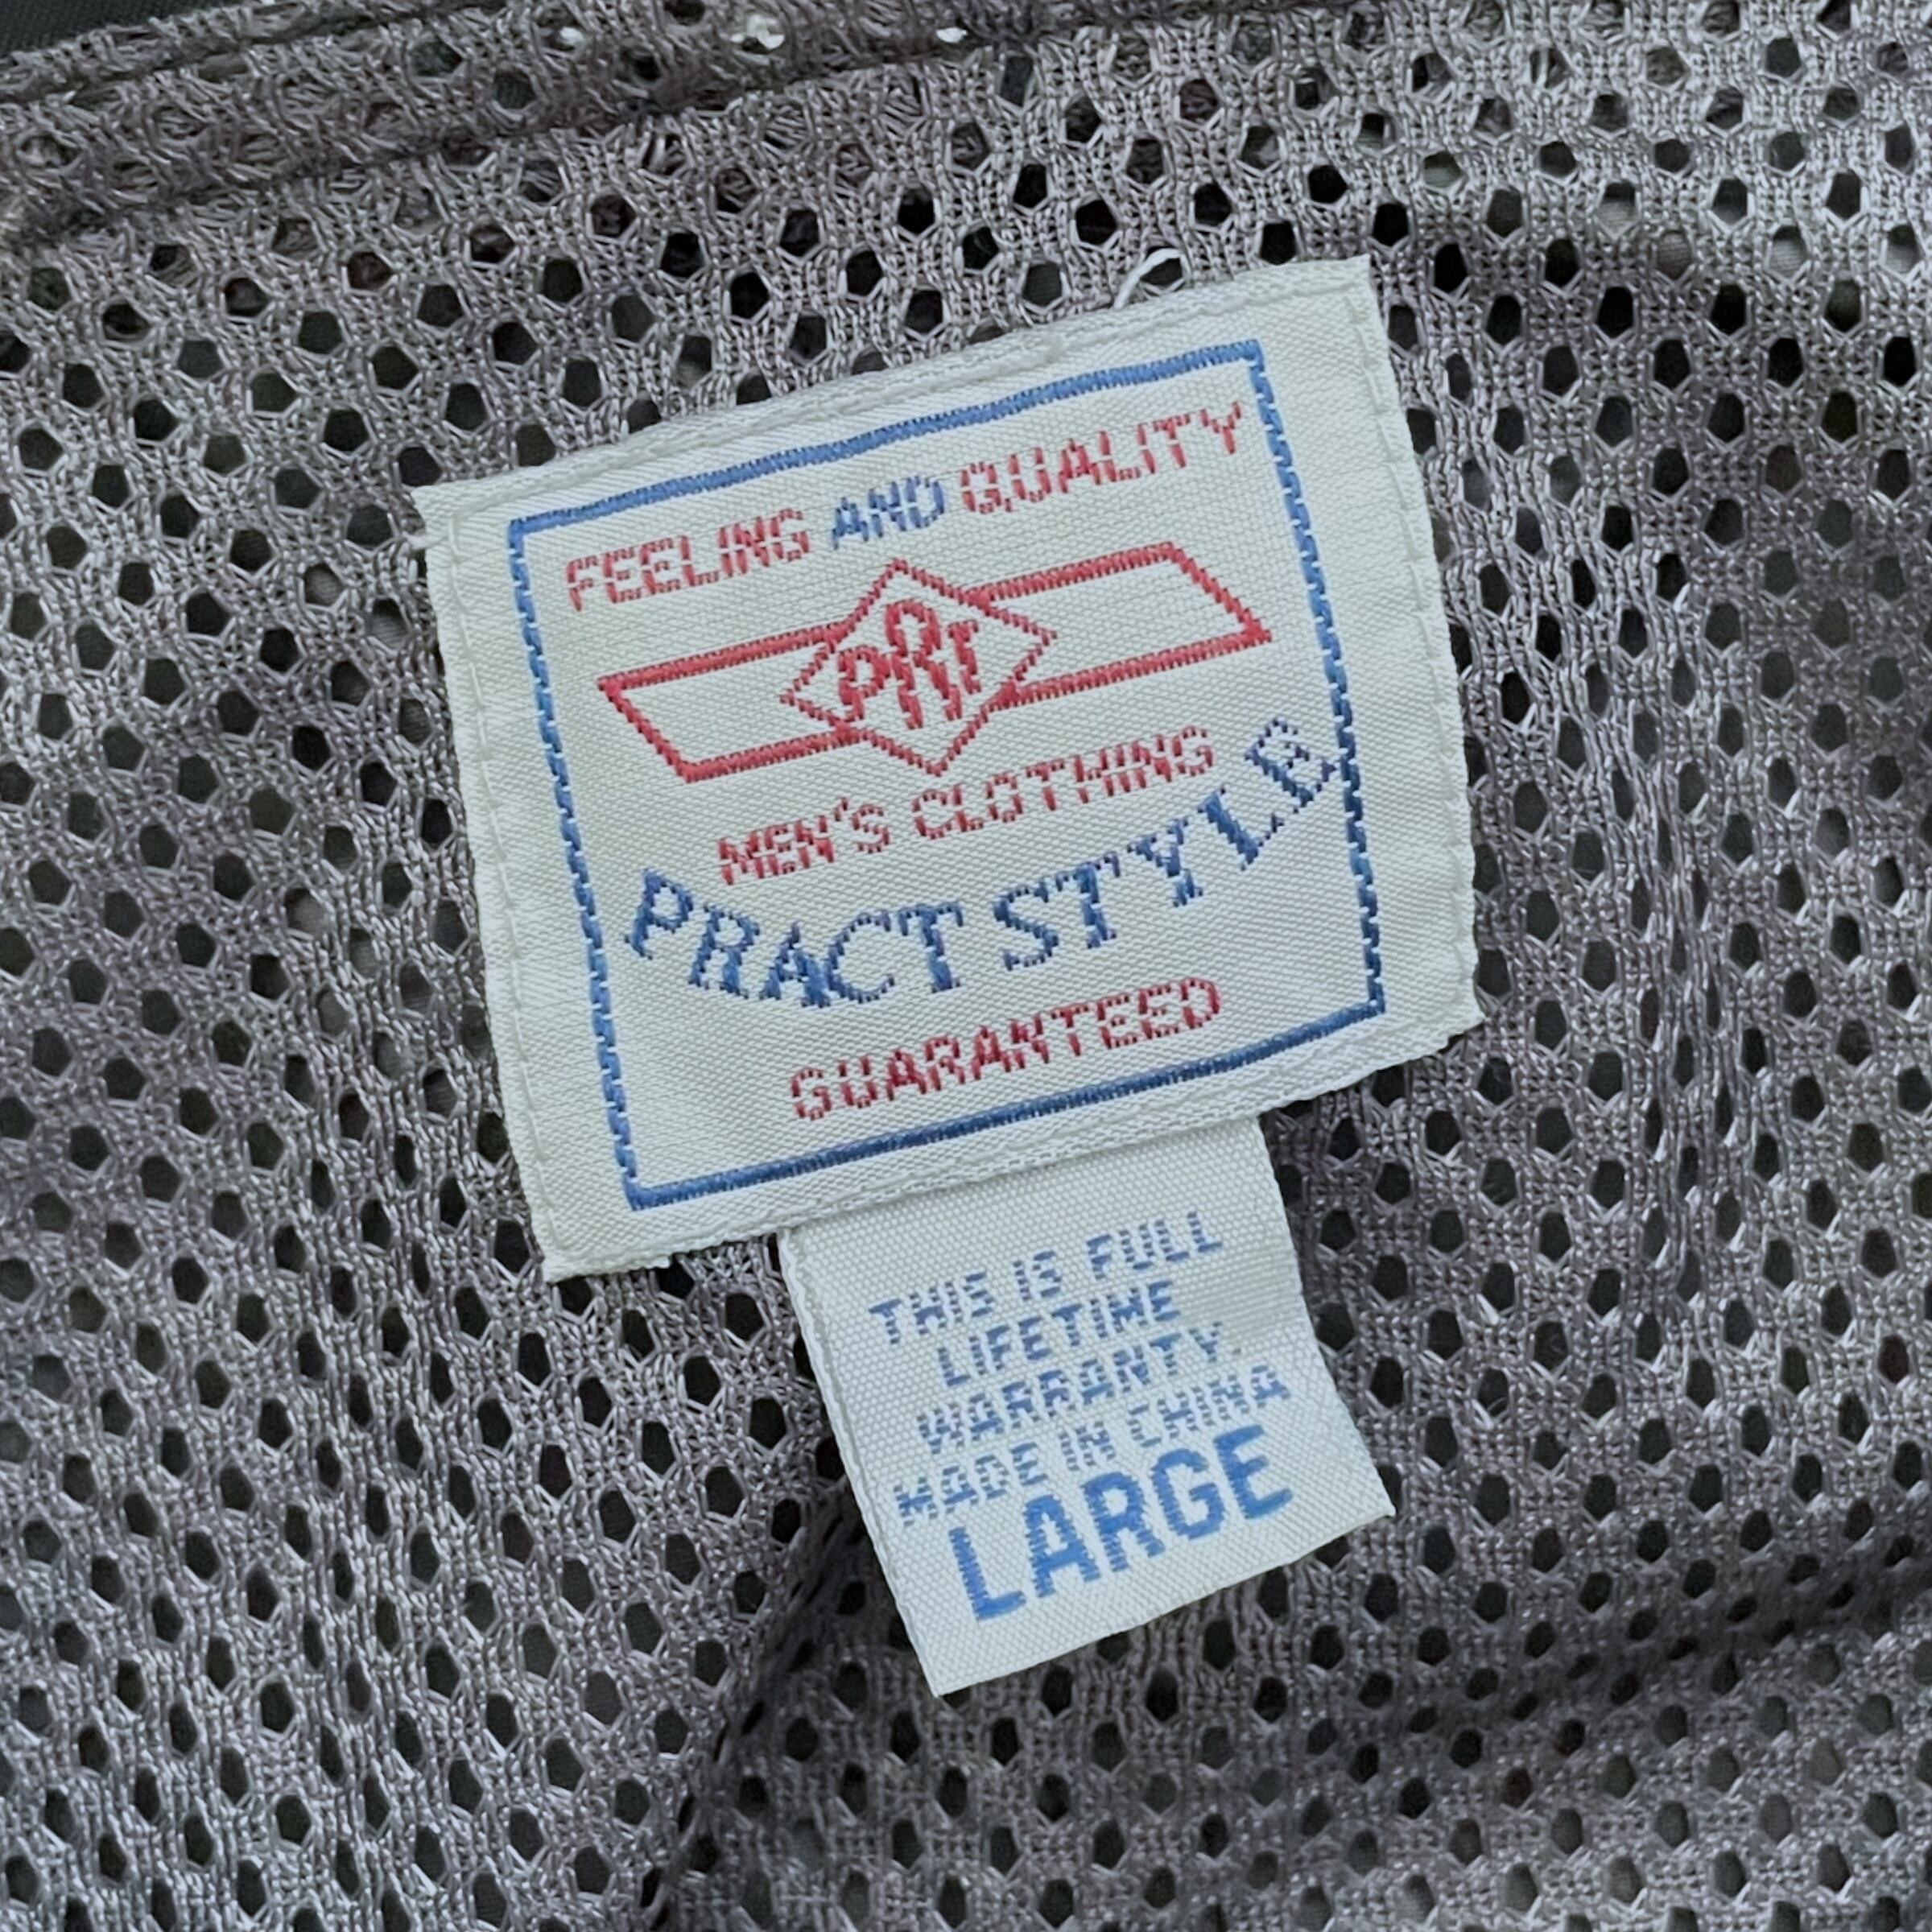 FEELING AND QUALITY
PRT
MEN'S CLOTHING
PRACT STYLE
GUARANTEED
THIS IS FULL
LIFETIME
WARRANTY.
MADE IN CHINA
LARGE